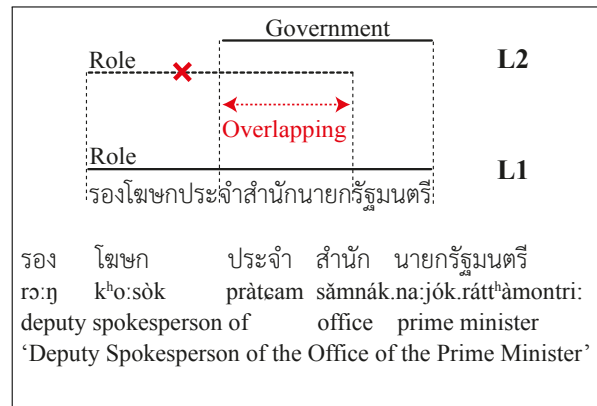 Government
Role L2
Overlapping
Role L1
รองโฆษกประจำสำนักนายกรัฐมนตรี
รอง โฆษก ประจำ สำนัก นายกรัฐมนตรี
rɔːŋ kʰoːsòk pràtɕam sǎmnák.naːjók.ráttʰàmontriː
deputy spokesperson of office prime minister
‘Deputy Spokesperson of the Office of the Prime Minister’